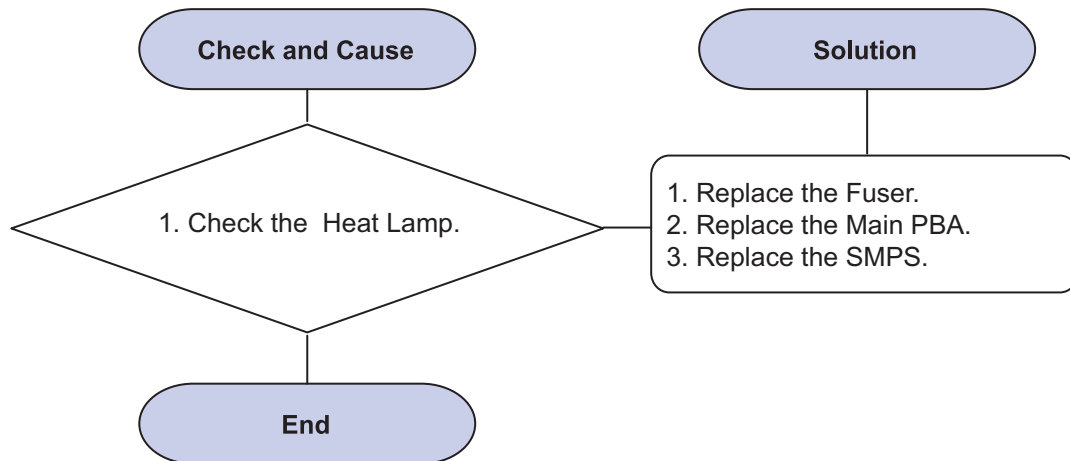 Check and Cause
Solution
1. Check the  Heat Lamp.
1. Replace the Fuser.
2. Replace the Main PBA.
3. Replace the SMPS.
End